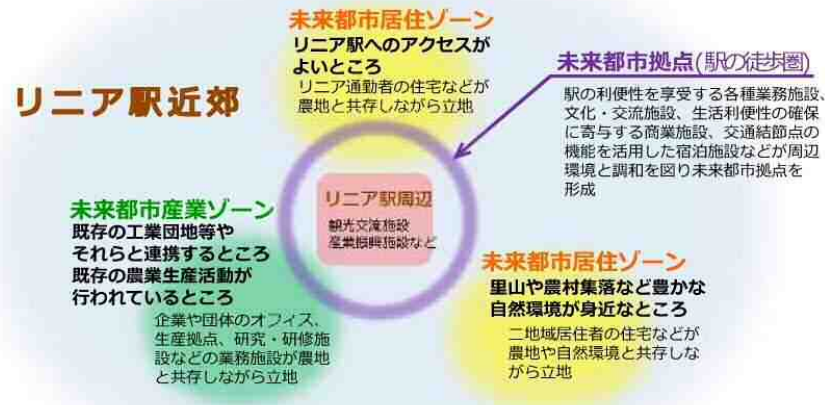 未来都市居住ゾーン
リニア駅へのアクセスが
よいところ
リニア通勤者の住宅などが
農地と共存しながら立地
リニア駅近郊
未来都市拠点(駅の徒歩圏)
駅の利便性を享受する各種業務施設、
文化・交流施設、生活利便性の確保
に寄与する商業施設、交通結節点の
機能を活用した宿泊施設などが周辺
環境と調和を図り未来都市拠点を
形成
リニア駅周辺
観光交流施設
産業振興施設など
未来都市産業ゾーン
既存の工業団地等や
それらと連携するところ
既存の農業生産活動が
行われているところ
企業や団体のオフィス、
生産拠点、研究・研修施
設などの業務施設が農地
と共存しながら立地
未来都市居住ゾーン
里山や農村集落など豊かな
自然環境が身近なところ
二地域居住者の住宅などが
農地や自然環境と共存しな
がら立地